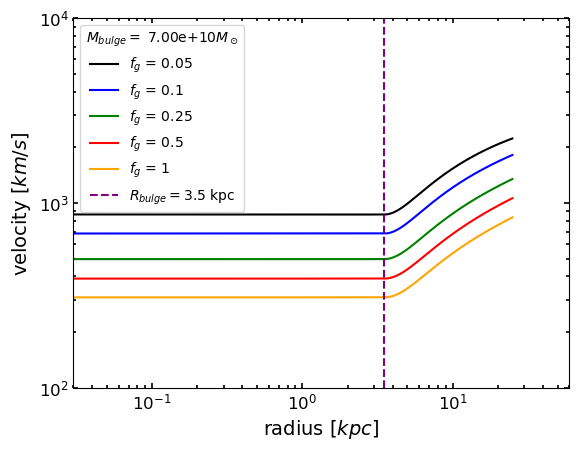 10⁴
10³
10²
velocity [km/s]
M_bulge = 7.00e+10M_⊙
f_g = 0.05
f_g = 0.1
f_g = 0.25
f_g = 0.5
f_g = 1
R_bulge = 3.5 kpc
10⁻¹ 10⁰ 10¹
radius [kpc]